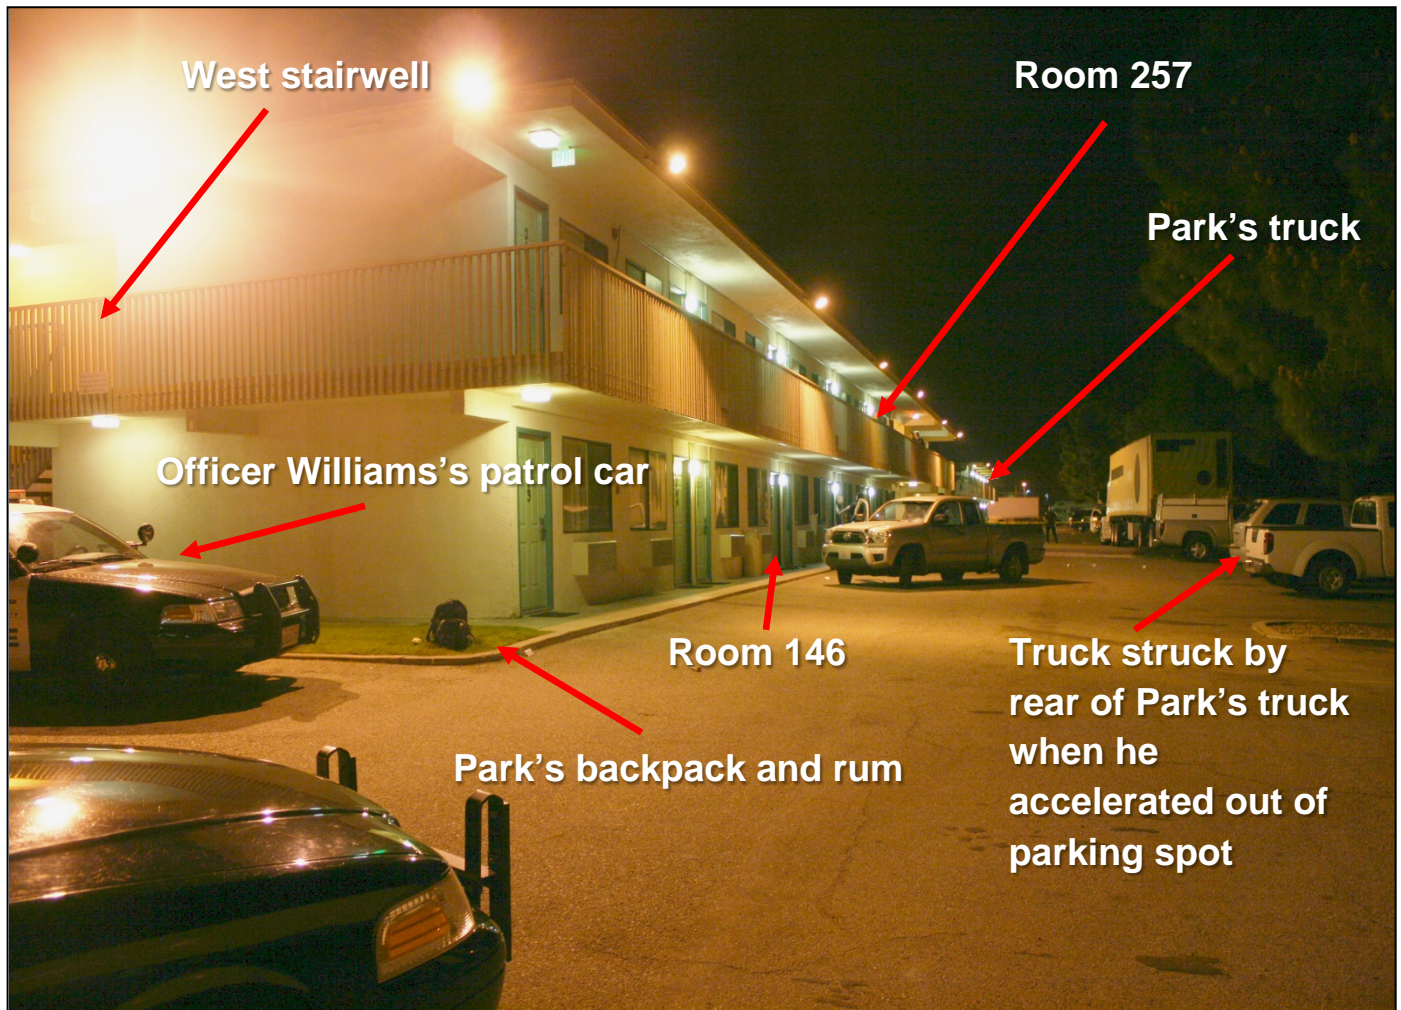 West stairwell
Room 257
Park’s truck
Officer Williams’s patrol car
Room 146
Truck struck by
rear of Park’s truck
when he
accelerated out of
parking spot
Park’s backpack and rum
EXIT